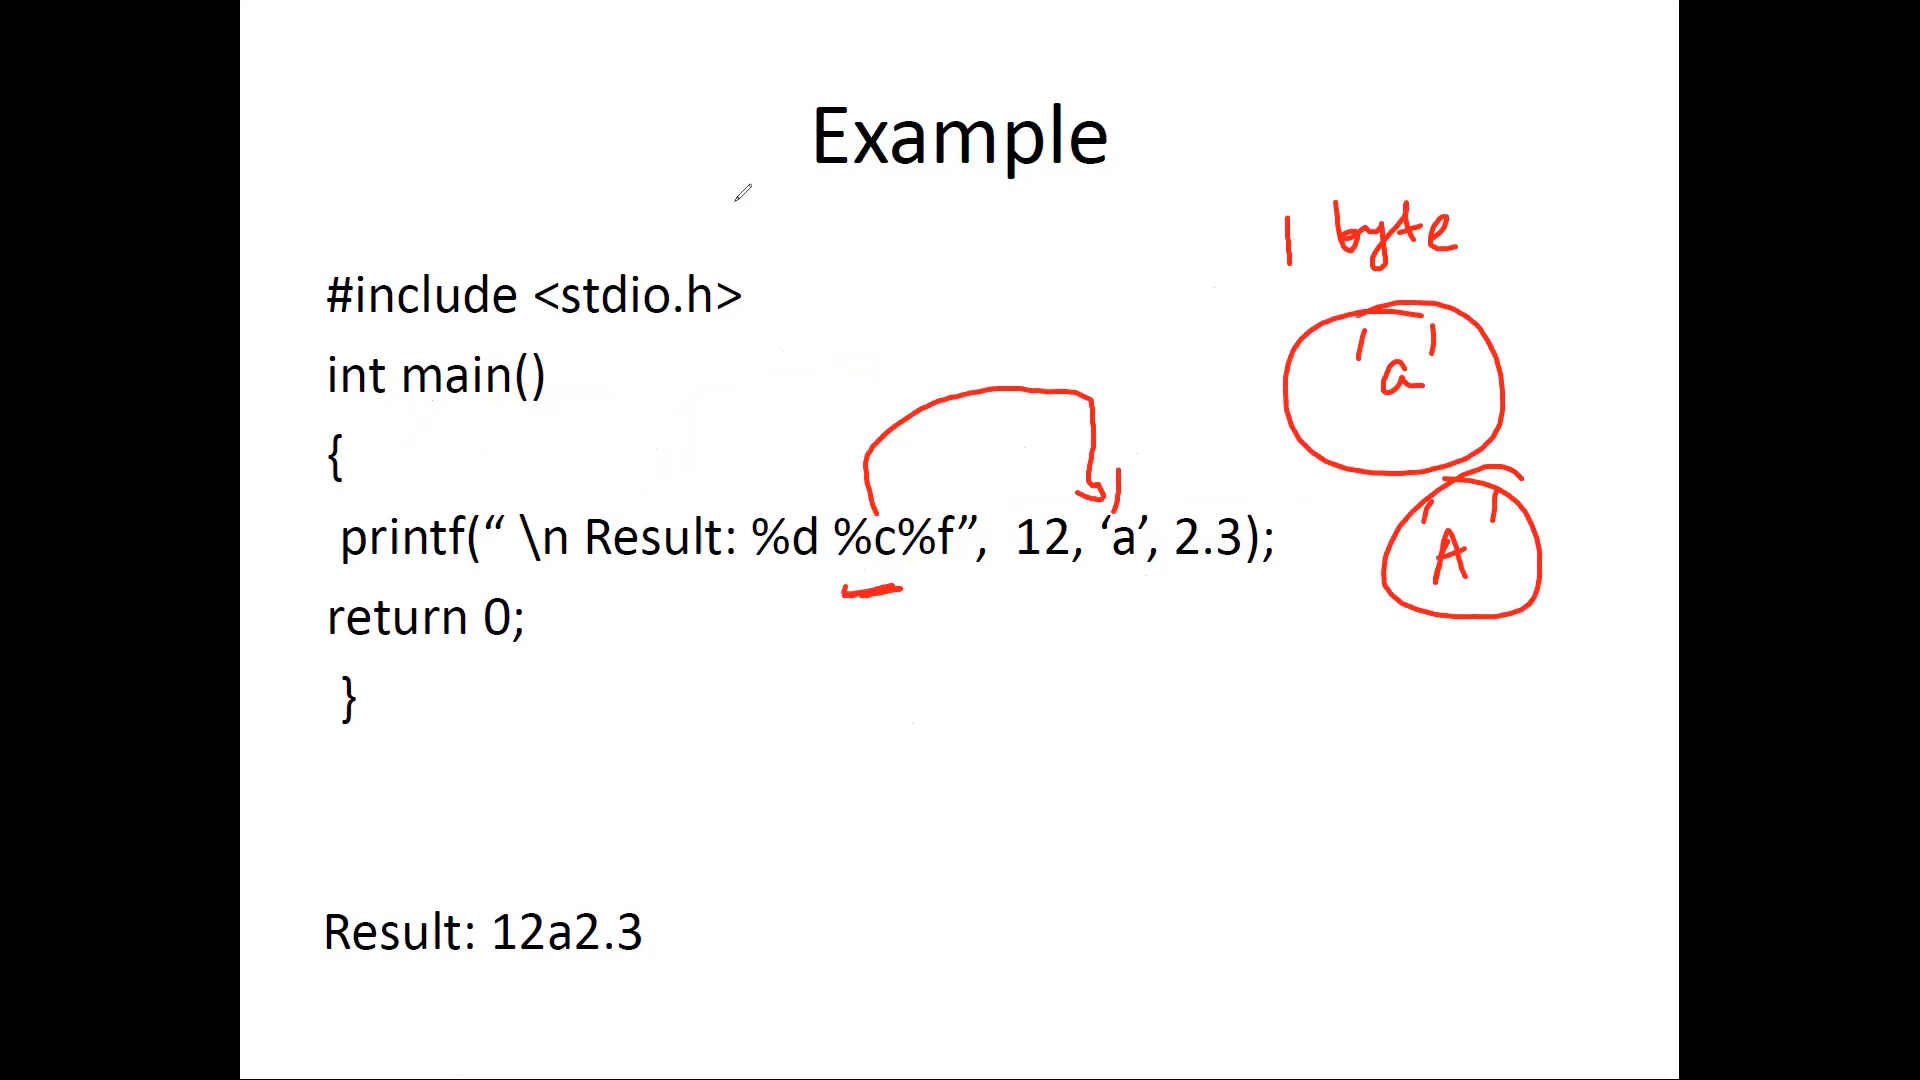 Example
1 byte
#include <stdio.h>
'a'
int main()
{
'A'
printf(“ \n Result: %d %c%f”, 12, ‘a’, 2.3);
return 0;
}
Result: 12a2.3